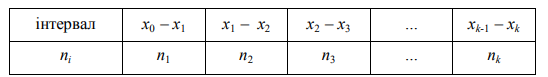 інтервал x₀ – x₁ x₁ – x₂ x₂ – x₃ ... xₖ₋₁ – xₖ
nᵢ n₁ n₂ n₃ ... nₖ